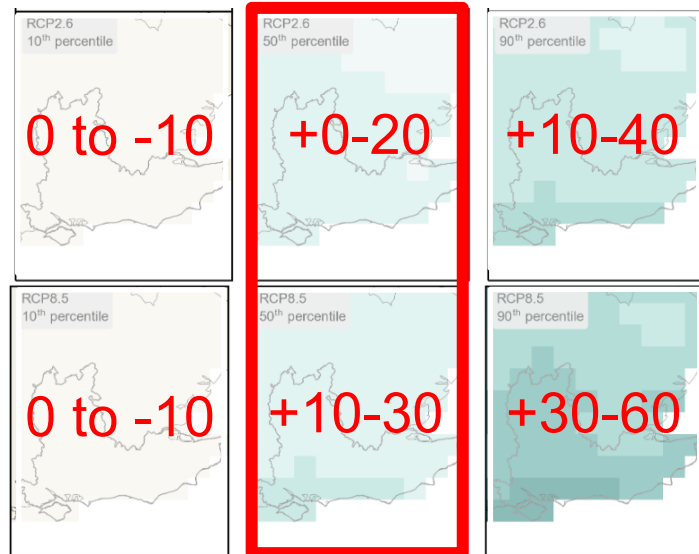 RCP2.6
10th percentile
0 to -10
RCP2.6
50th percentile
+0-20
RCP2.6
90th percentile
+10-40
RCP8.5
10th percentile
0 to -10
RCP8.5
50th percentile
+10-30
RCP8.5
90th percentile
+30-60